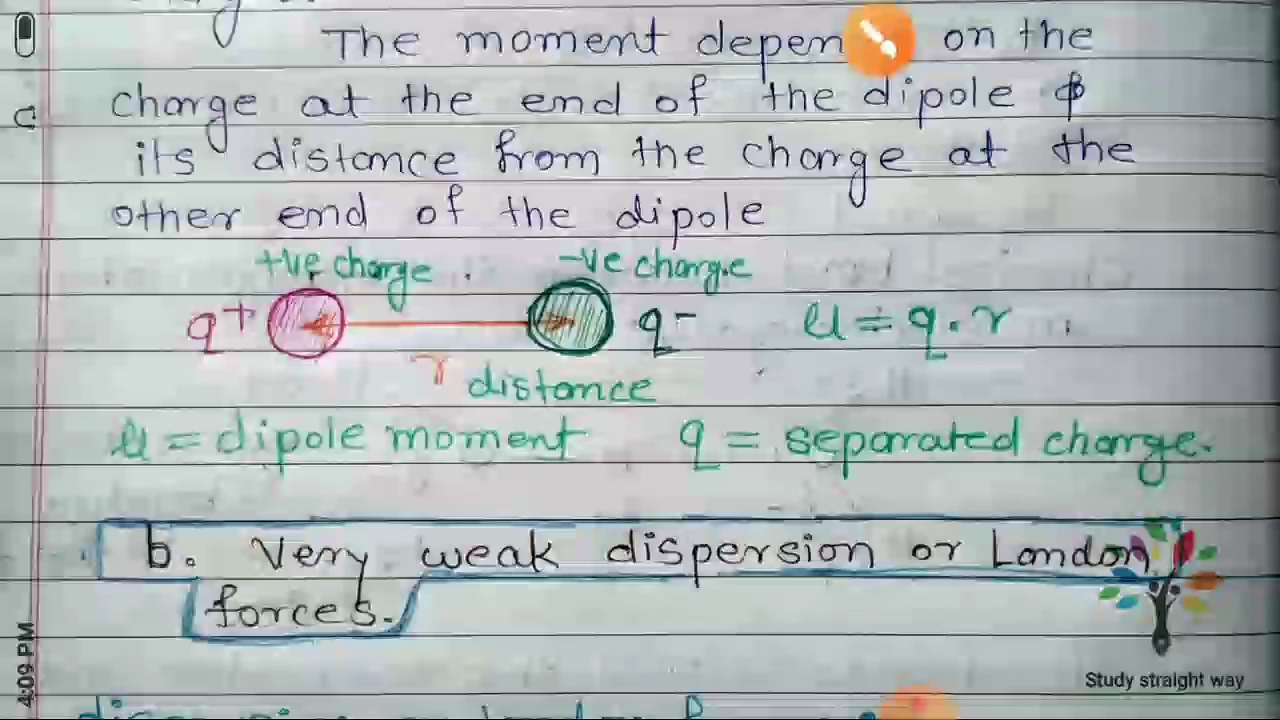 The moment depen on the
charge at the end of the dipole &
its distance from the charge at the
other end of the dipole
+ve charge -ve charge
q+ q- μ = q.r
r distance
μ = dipole moment q = separated charge.
b. Very weak dispersion or London
forces.
4:09 PM
Study straight way